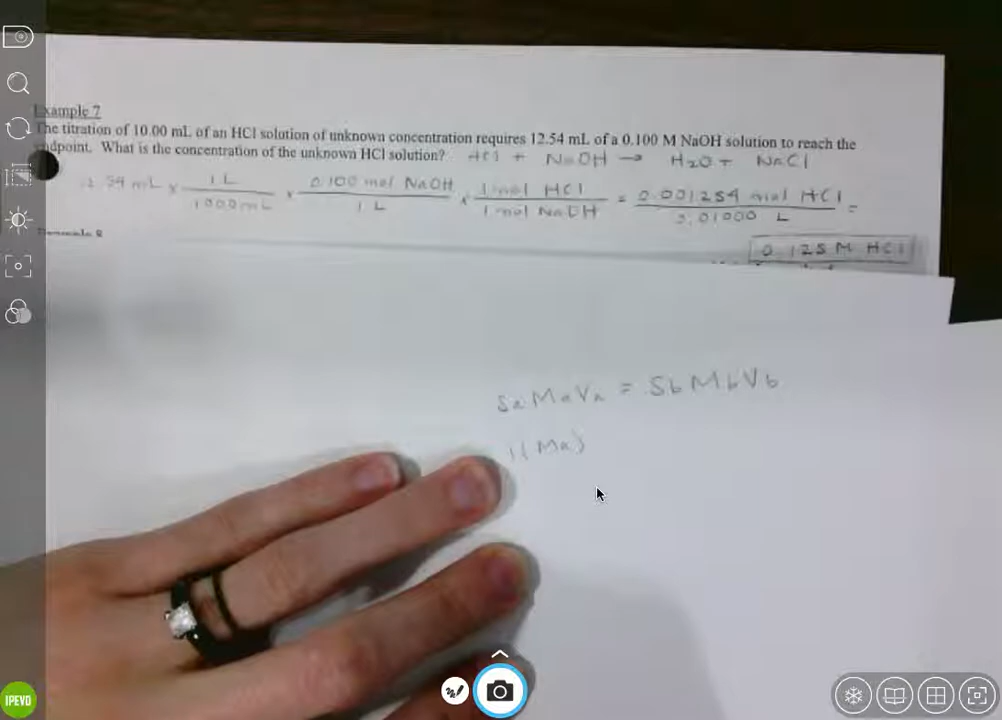 Example 7
The titration of 10.00 mL of an HCl solution of unknown concentration requires 12.54 mL of a 0.100 M NaOH solution to reach the
endpoint. What is the concentration of the unknown HCl solution? HCl + NaOH → H2O + NaCl
2.54 mL x 1 L / 1000 mL x 0.100 mol NaOH / 1 L x 1 mol HCl / 1 mol NaOH = 0.001254 mol HCl / 0.01000 L =
0.125 M HCl
SaMaVa = SbMbVb
1(Ma)
IPEVO